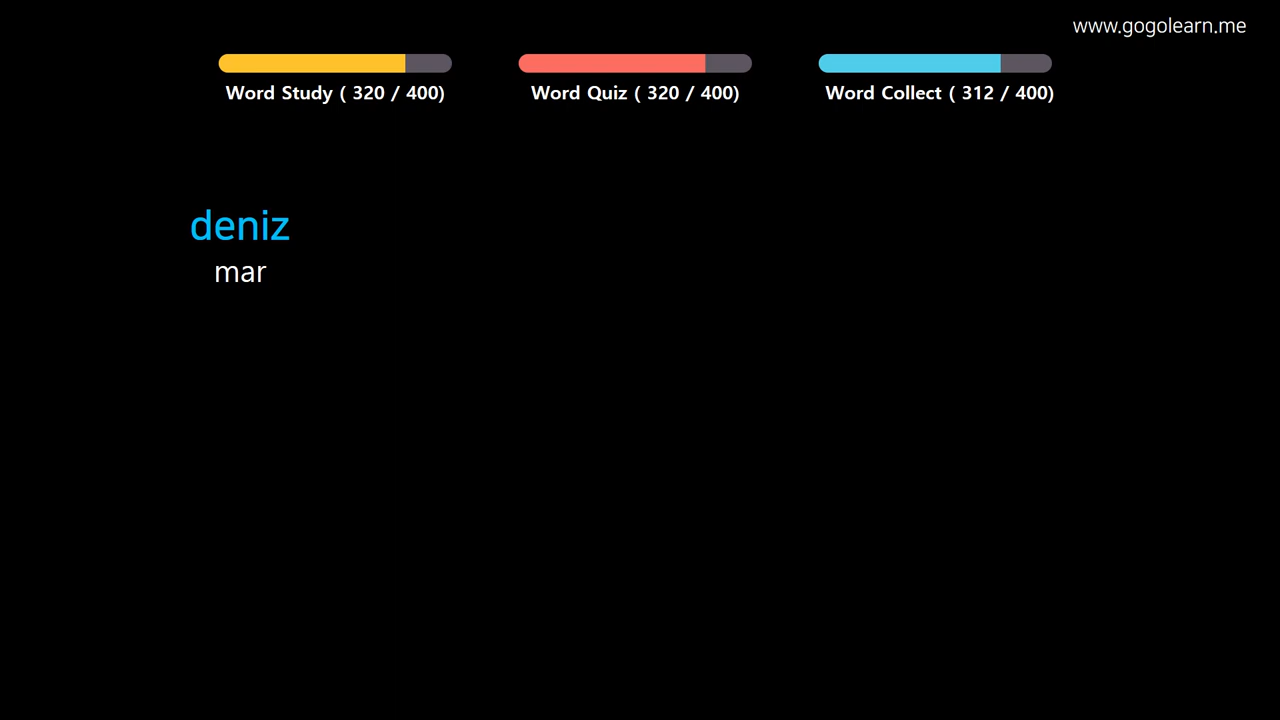 www.gogolearn.me
Word Study ( 320 / 400)
Word Quiz ( 320 / 400)
Word Collect ( 312 / 400)
deniz
mar